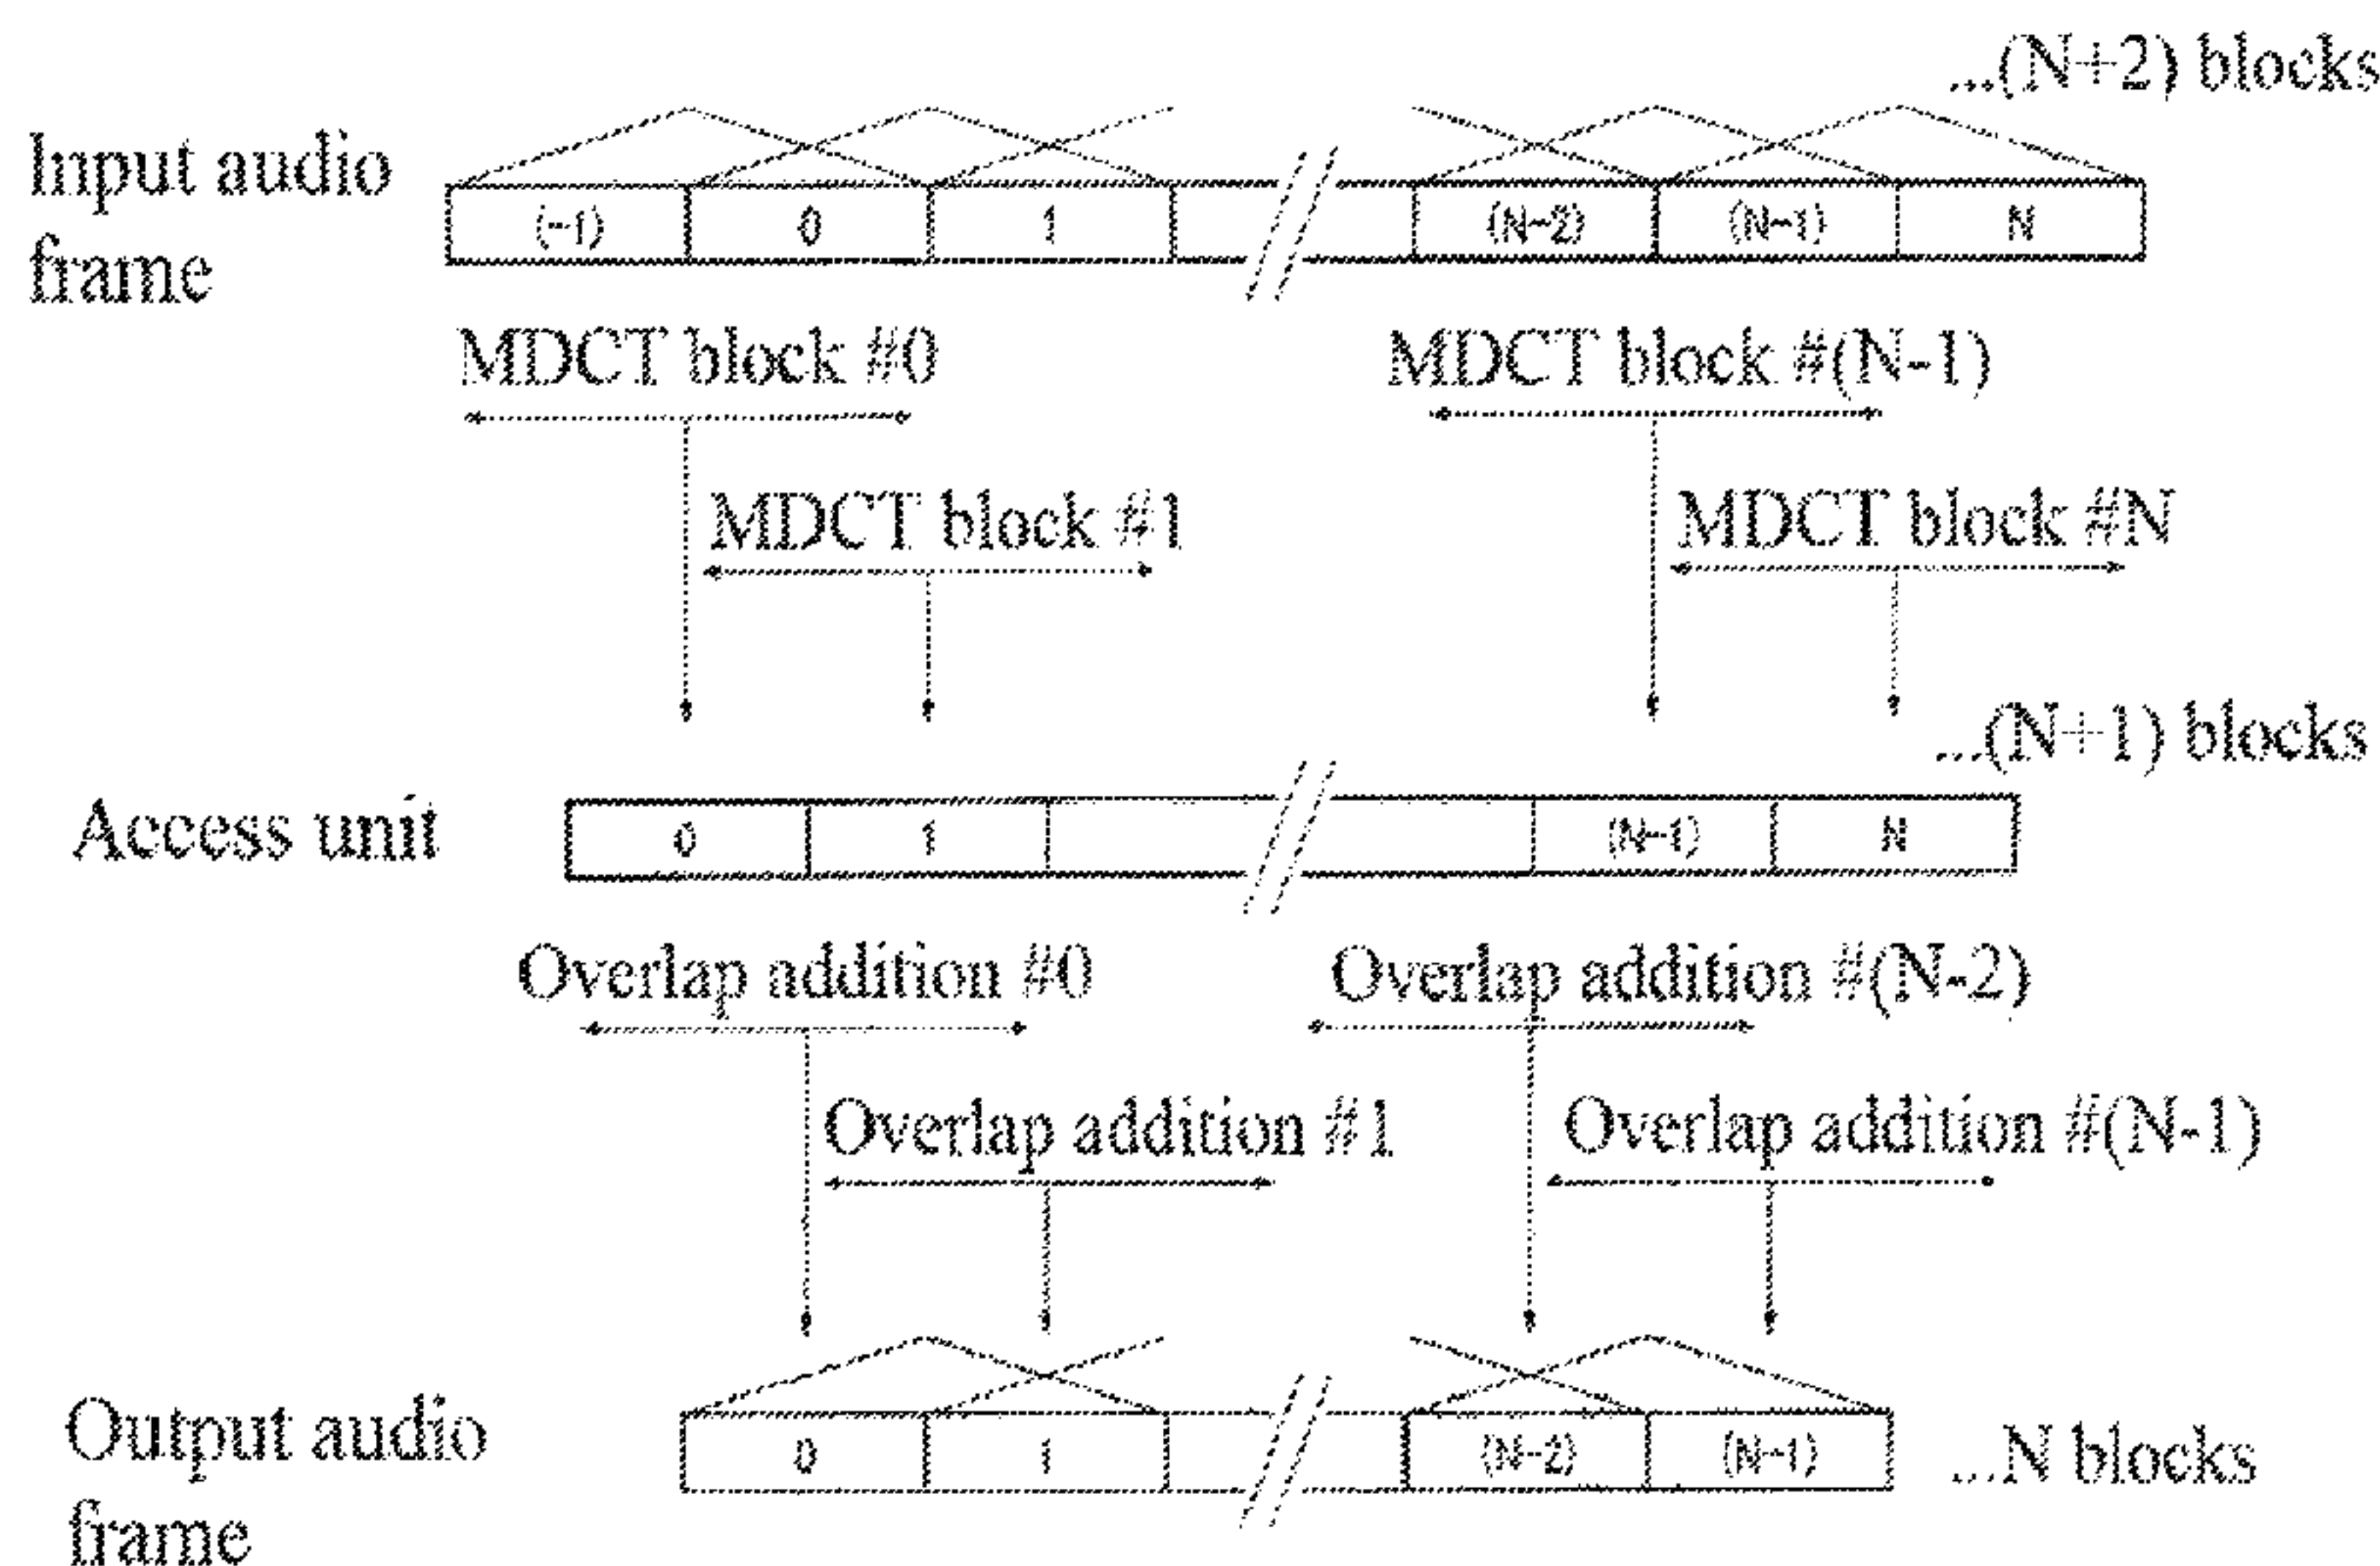 ...(N+2) blocks
Input audio
frame
(-1) 0 1 (N-2) (N-1) N
MDCT block #0 MDCT block #(N-1)
MDCT block #1 MDCT block #N
...(N+1) blocks
Access unit
0 1 (N-1) N
Overlap addition #0 Overlap addition #(N-2)
Overlap addition #1 Overlap addition #(N-1)
Output audio
frame
0 1 (N-2) (N-1)
...N blocks